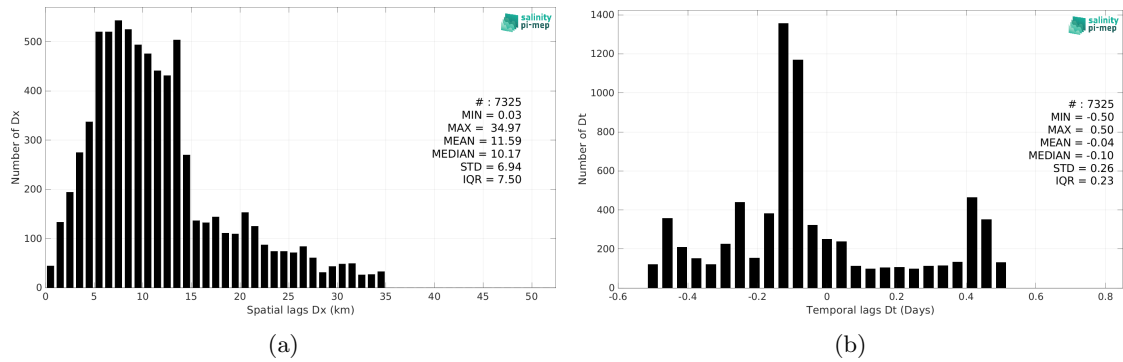 salinity
pi-mep
Number of Dx
500
400
300
200
100
0
# : 7325
MIN = 0.03
MAX = 34.97
MEAN = 11.59
MEDIAN = 10.17
STD = 6.94
IQR = 7.50
0 5 10 15 20 25 30 35 40 45 50
Spatial lags Dx (km)
(a)
salinity
pi-mep
Number of Dt
1400
1200
1000
800
600
400
200
0
# : 7325
MIN = -0.50
MAX = 0.50
MEAN = -0.04
MEDIAN = -0.10
STD = 0.26
IQR = 0.23
-0.6 -0.4 -0.2 0 0.2 0.4 0.6 0.8
Temporal lags Dt (Days)
(b)